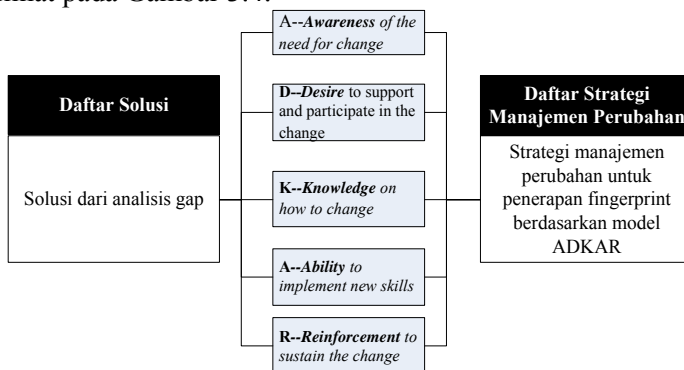 pada Gambar 3.4.
A--Awareness of the
need for change
D--Desire to support
and participate in the
change
K--Knowledge on
how to change
A--Ability to
implement new skills
R--Reinforcement to
sustain the change
Daftar Solusi
Solusi dari analisis gap
Daftar Strategi
Manajemen Perubahan
Strategi manajemen
perubahan untuk
penerapan fingerprint
berdasarkan model
ADKAR